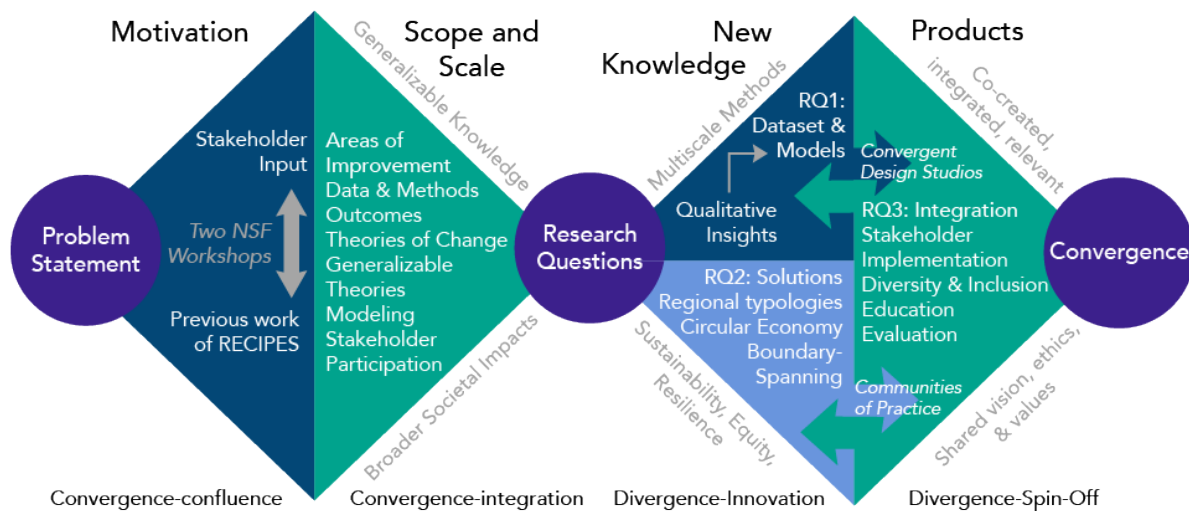 Motivation
Scope and
Scale
New
Knowledge
Products
Generalizable Knowledge
Multiscale Methods
Co-created,
integrated, relevant
Problem
Statement
Stakeholder
Input
Two NSF
Workshops
Previous work
of RECIPES
Areas of
Improvement
Data & Methods
Outcomes
Theories of Change
Generalizable
Theories
Modeling
Stakeholder
Participation
Research
Questions
RQ1:
Dataset &
Models
Qualitative
Insights
RQ2: Solutions
Regional typologies
Circular Economy
Boundary-
Spanning
Convergent
Design Studios
RQ3: Integration
Stakeholder
Implementation
Diversity & Inclusion
Education
Evaluation
Communities
of Practice
Convergence
Broader Societal Impacts
Sustainability, Equity,
Resilience
Shared vision, ethics,
& values
Convergence-confluence
Convergence-integration
Divergence-Innovation
Divergence-Spin-Off